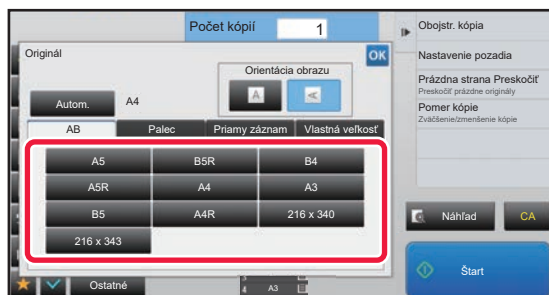 Počet kópií 1
Originál
OK
Orientácia obrazu
A A
Autom. A4
AB Palec Priamy záznam Vlastná veľkosť
A5 B5R B4
A5R A4 A3
B5 A4R 216 x 340
216 x 343
Ostatné
4 A3
Obojstr. kópia
Nastavenie pozadia
Prázdna strana Preskočiť
Preskočiť prázdne originály
Pomer kópie
Zväčšenie/zmenšenie kópie
Náhľad CA
Štart